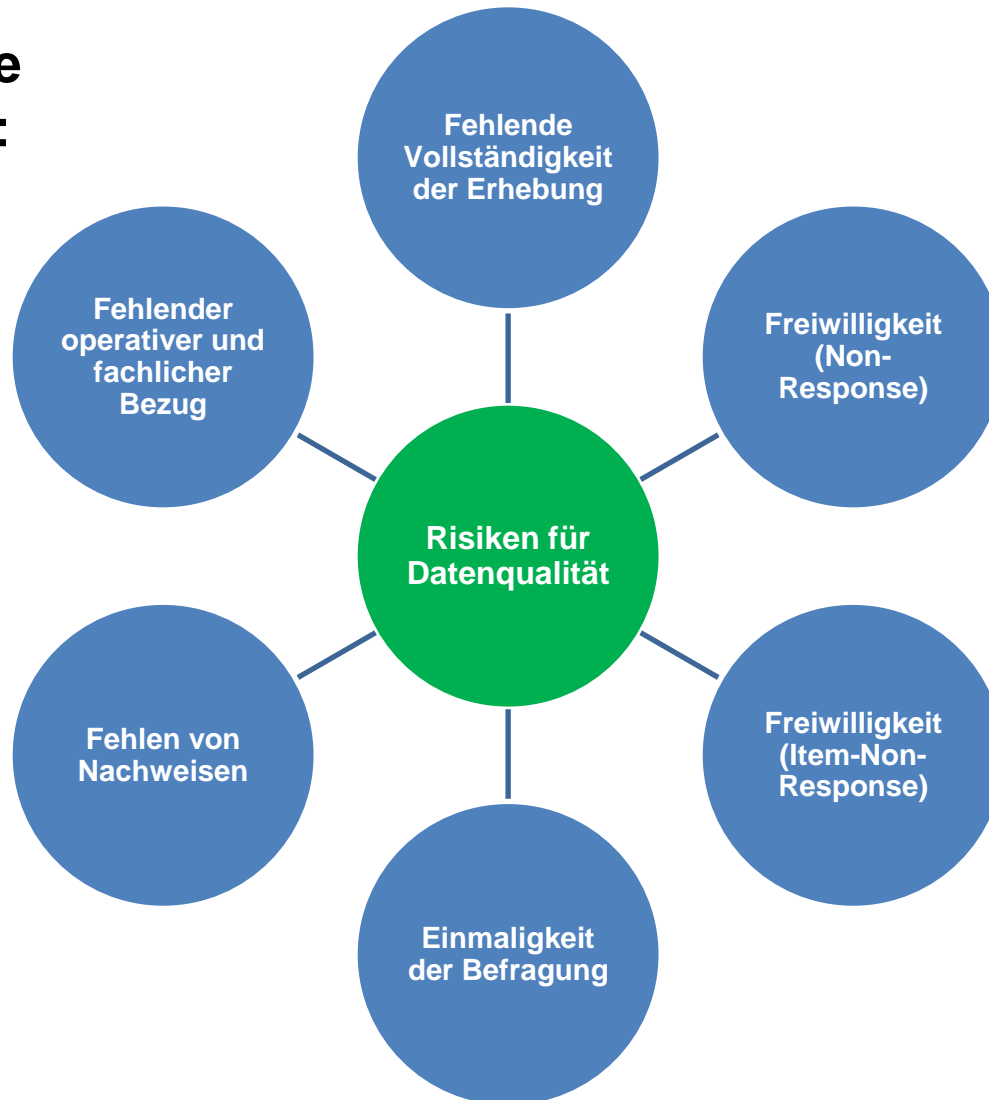 e
:
Fehlende
Vollständigkeit
der Erhebung
Freiwilligkeit
(Non-
Response)
Freiwilligkeit
(Item-Non-
Response)
Einmaligkeit
der Befragung
Fehlen von
Nachweisen
Fehlender
operativer und
fachlicher
Bezug
Risiken für
Datenqualität